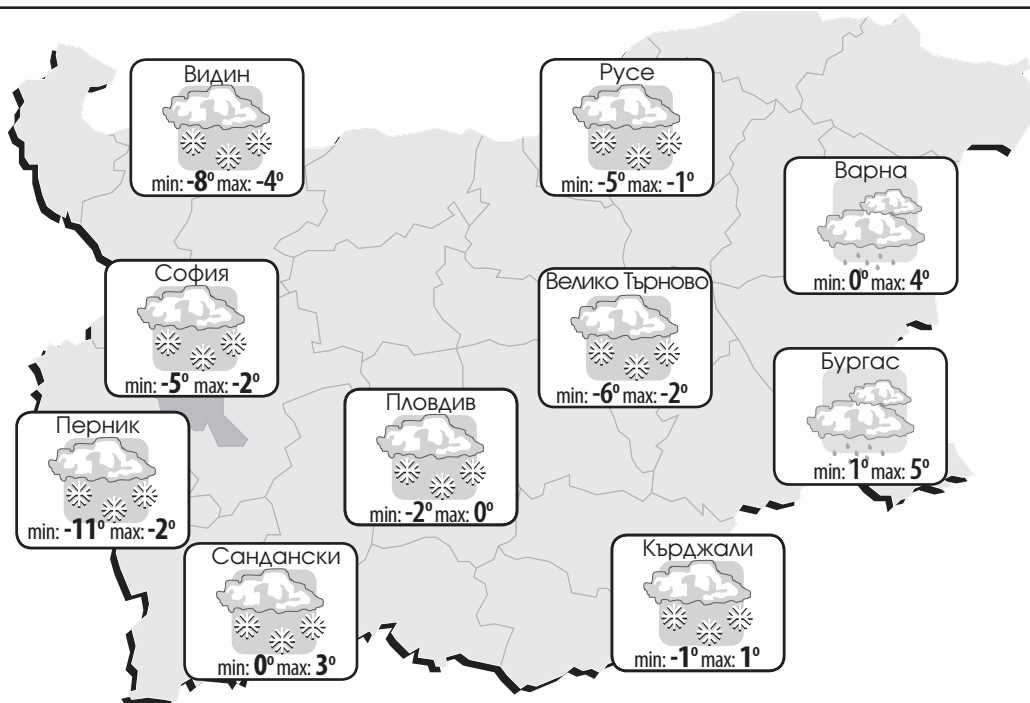 Видин
min: -8° max: -4°
Русе
min: -5° max: -1°
Варна
min: 0° max: 4°
София
min: -5° max: -2°
Велико Търново
min: -6° max: -2°
Бургас
min: 1° max: 5°
Пловдив
min: -2° max: 0°
Перник
min: -11° max: -2°
Сандански
min: 0° max: 3°
Кърджали
min: -1° max: 1°